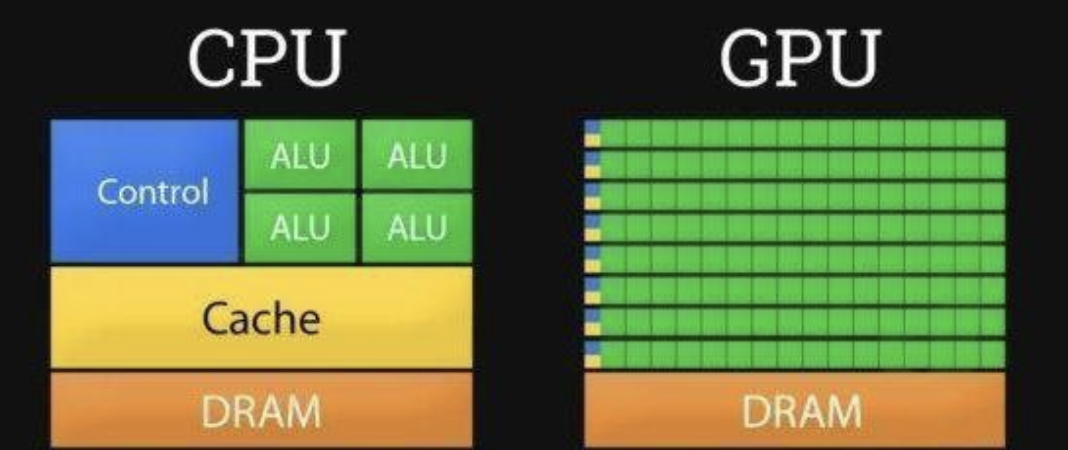 CPU
GPU
Control
ALU
ALU
ALU
ALU
Cache
DRAM
DRAM